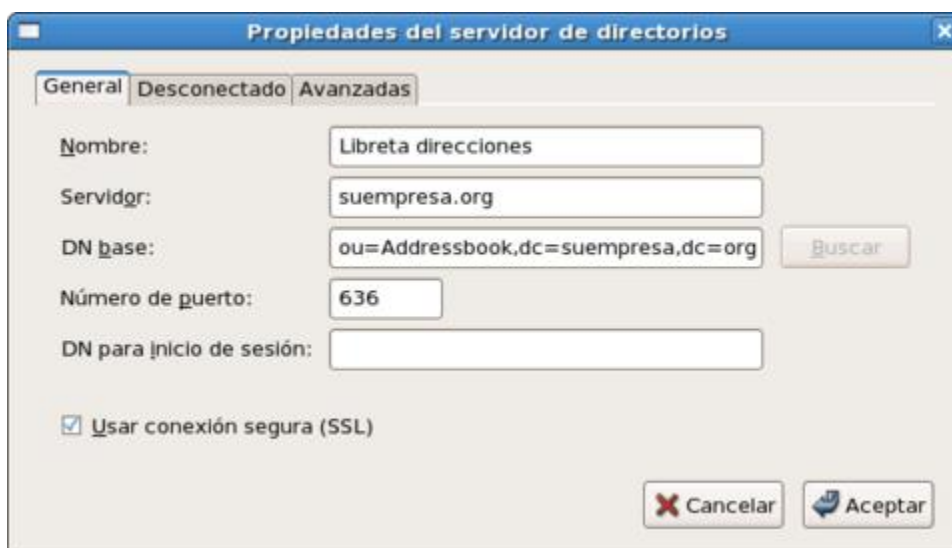 Propiedades del servidor de directorios
General Desconectado Avanzadas
Nombre: Libreta direcciones
Servidor: suempresa.org
DN base: ou=Addressbook,dc=suempresa,dc=org Buscar
Número de puerto: 636
DN para inicio de sesión:
Usar conexión segura (SSL)
Cancelar Aceptar